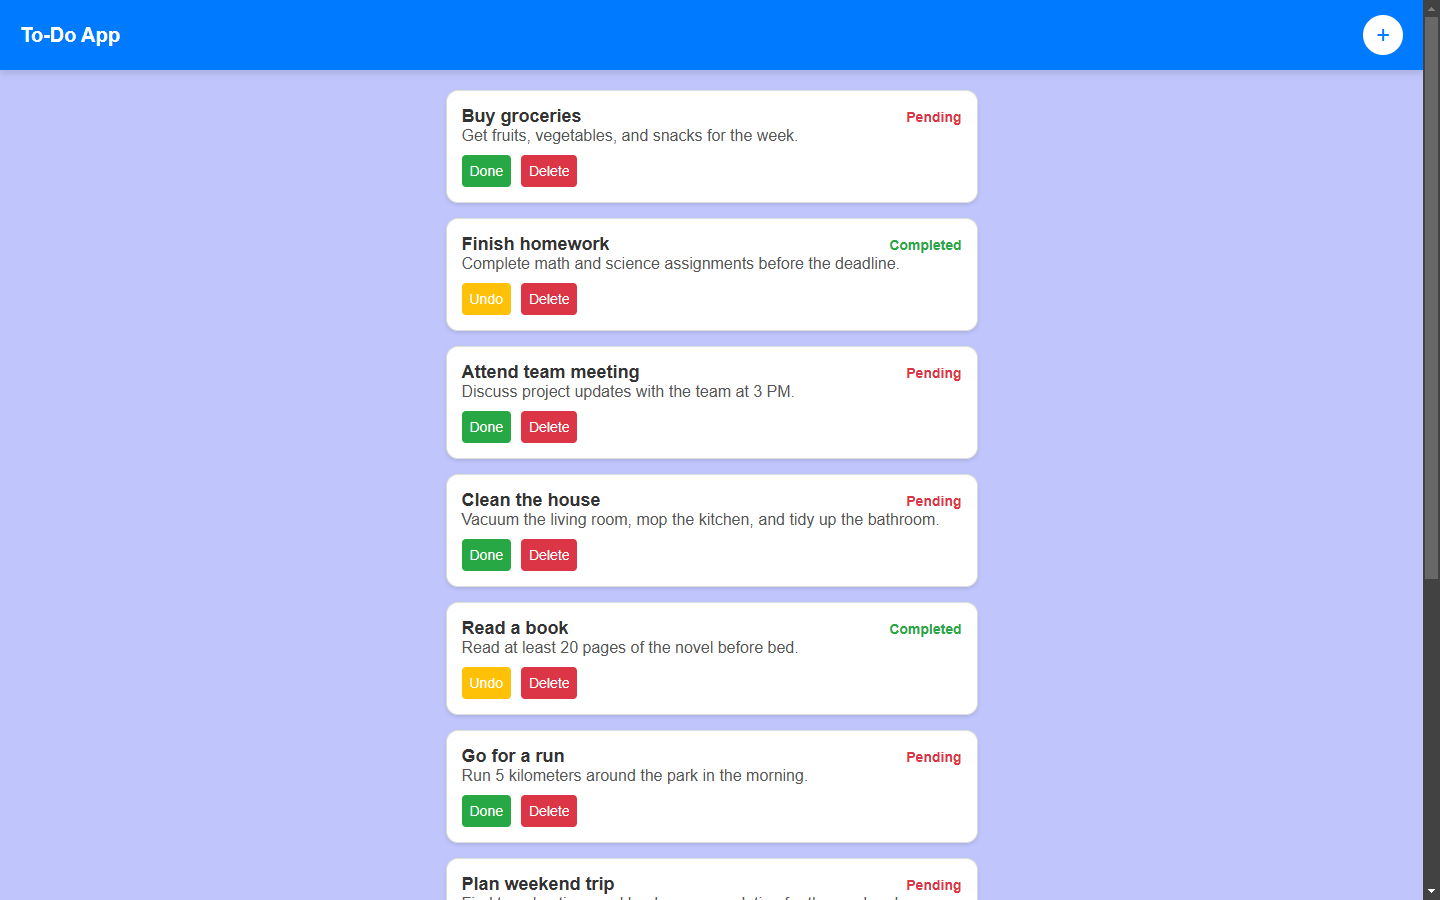 To-Do App
+
Buy groceries
Pending
Get fruits, vegetables, and snacks for the week.
Done Delete
Finish homework
Completed
Complete math and science assignments before the deadline.
Undo Delete
Attend team meeting
Pending
Discuss project updates with the team at 3 PM.
Done Delete
Clean the house
Pending
Vacuum the living room, mop the kitchen, and tidy up the bathroom.
Done Delete
Read a book
Completed
Read at least 20 pages of the novel before bed.
Undo Delete
Go for a run
Pending
Run 5 kilometers around the park in the morning.
Done Delete
Plan weekend trip
Pending